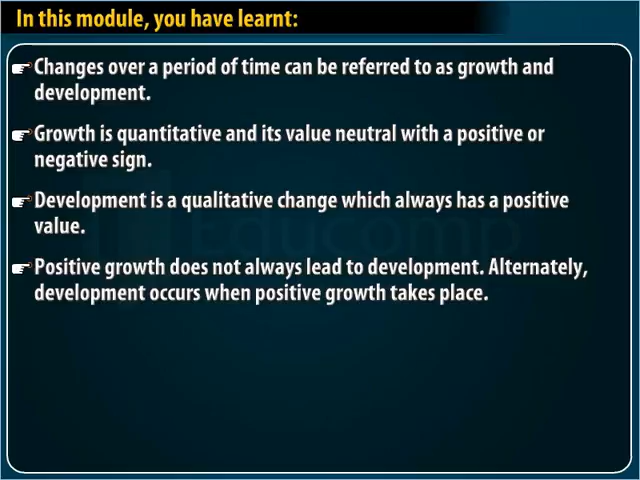 In this module, you have learnt:
Changes over a period of time can be referred to as growth and
development.
Growth is quantitative and its value neutral with a positive or
negative sign.
Development is a qualitative change which always has a positive
value.
Positive growth does not always lead to development. Alternately,
development occurs when positive growth takes place.
Educomp